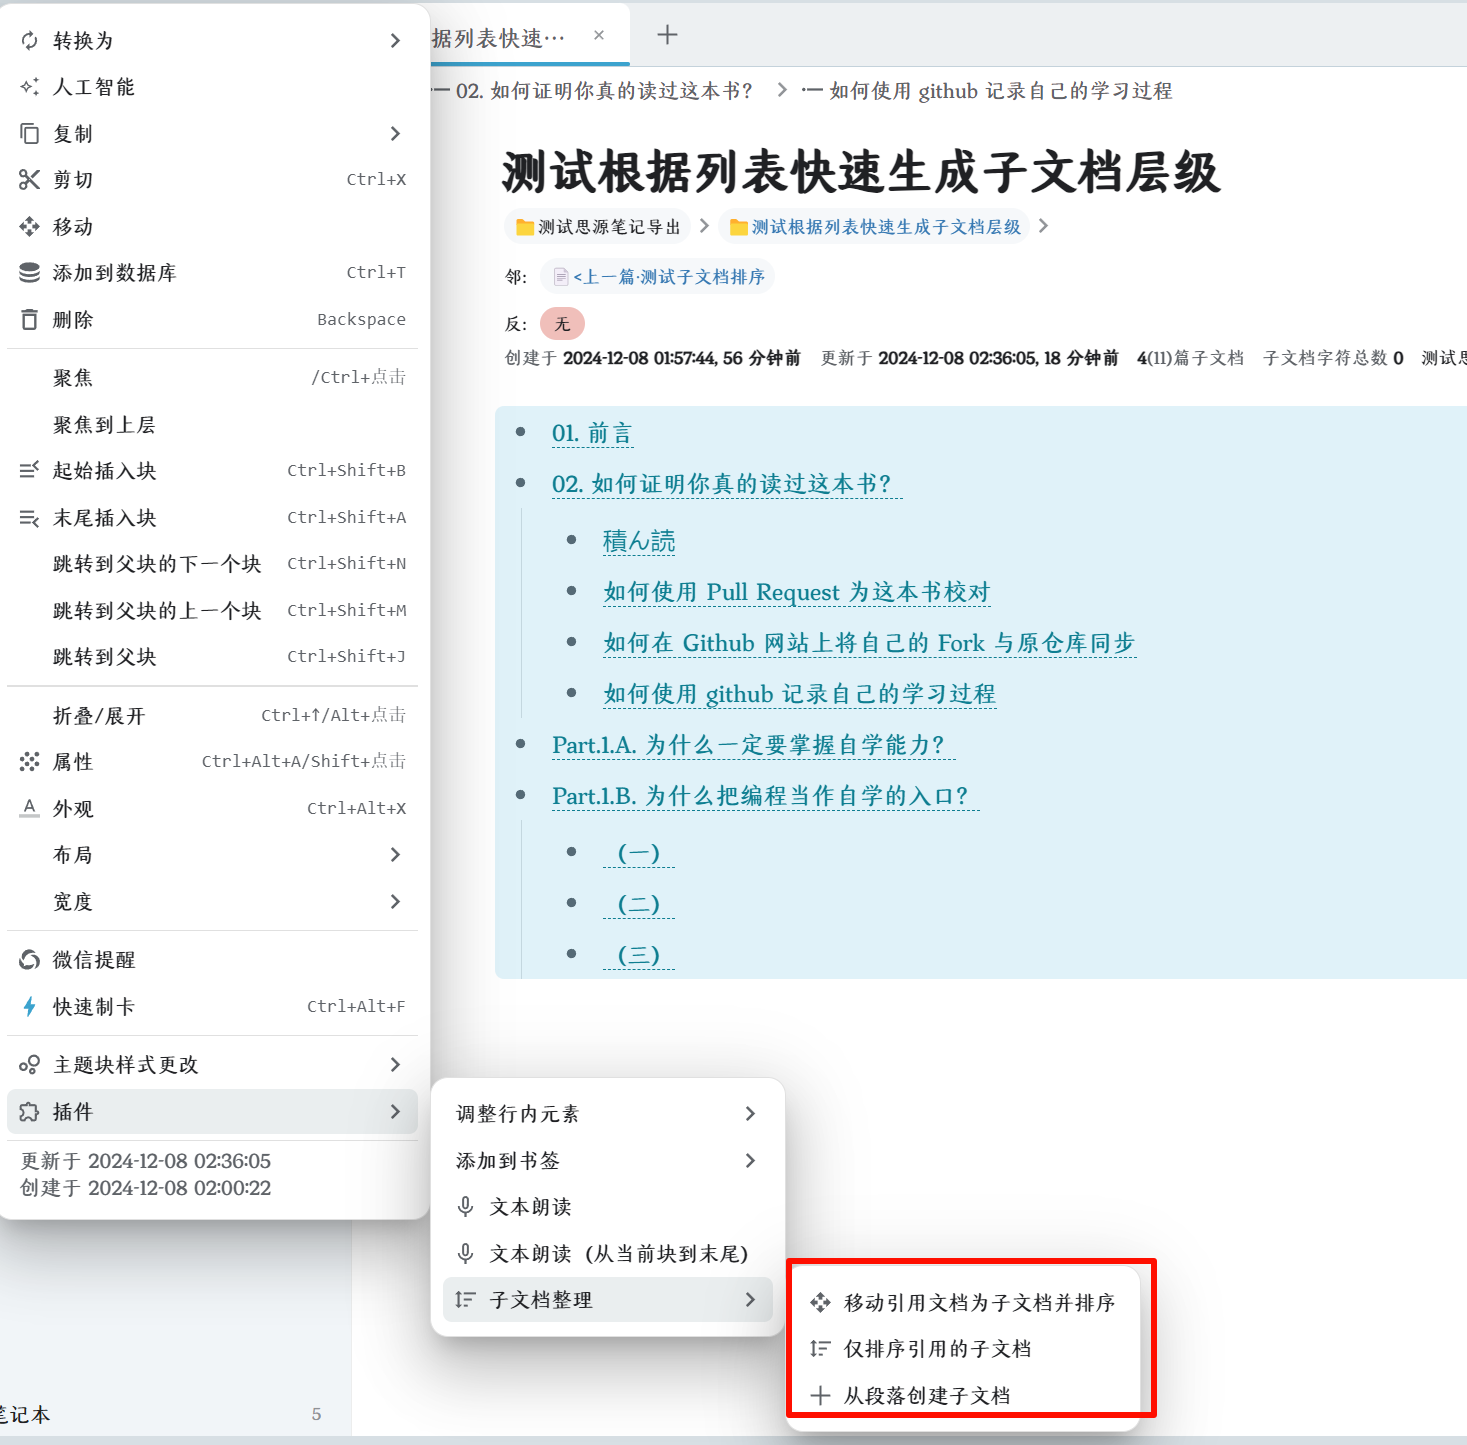 转换为
人工智能
复制
剪切 Ctrl+X
移动
添加到数据库 Ctrl+T
删除 Backspace
聚焦 /Ctrl+点击
聚焦到上层
起始插入块 Ctrl+Shift+B
末尾插入块 Ctrl+Shift+A
跳转到父块的下一个块 Ctrl+Shift+N
跳转到父块的上一个块 Ctrl+Shift+M
跳转到父块 Ctrl+Shift+J
折叠/展开 Ctrl+↑/Alt+点击
属性 Ctrl+Alt+A/Shift+点击
外观 Ctrl+Alt+X
布局
宽度
微信提醒
快速制卡 Ctrl+Alt+F
主题块样式更改
插件
更新于 2024-12-08 02:36:05
创建于 2024-12-08 02:00:22
笔记本 5
据列表快速…
02. 如何证明你真的读过这本书？ 如何使用 github 记录自己的学习过程
测试根据列表快速生成子文档层级
测试思源笔记导出 测试根据列表快速生成子文档层级
邻: <上一篇·测试子文档排序
反: 无
创建于 2024-12-08 01:57:44, 56 分钟前 更新于 2024-12-08 02:36:05, 18 分钟前 4(11)篇子文档 子文档字符总数 0 测试思
01. 前言
02. 如何证明你真的读过这本书？
積ん読
如何使用 Pull Request 为这本书校对
如何在 Github 网站上将自己的 Fork 与原仓库同步
如何使用 github 记录自己的学习过程
Part.1.A. 为什么一定要掌握自学能力？
Part.1.B. 为什么把编程当作自学的入口？
（一）
（二）
（三）
调整行内元素
添加到书签
文本朗读
文本朗读（从当前块到末尾）
子文档整理
移动引用文档为子文档并排序
仅排序引用的子文档
从段落创建子文档